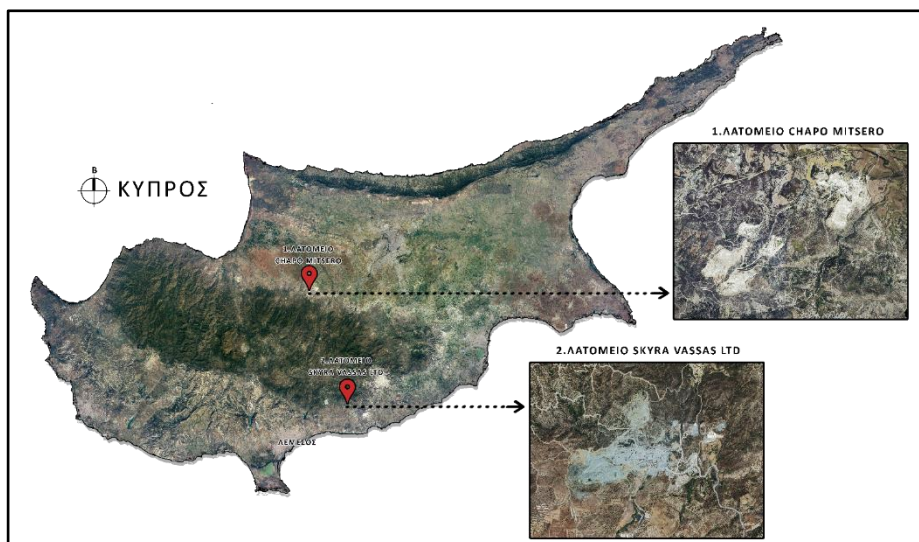 1.ΛΑΤΟΜΕΙΟ CHAPO MITSERO
Β
ΚΥΠΡΟΣ
1.ΛΑΤΟΜΕΙΟ
CHAPO MITSERO
2.ΛΑΤΟΜΕΙΟ SKYRA VASSAS LTD
2.ΛΑΤΟΜΕΙΟ
SKYRA VASSAS LTD
ΛΕΜΕΣΟΣ